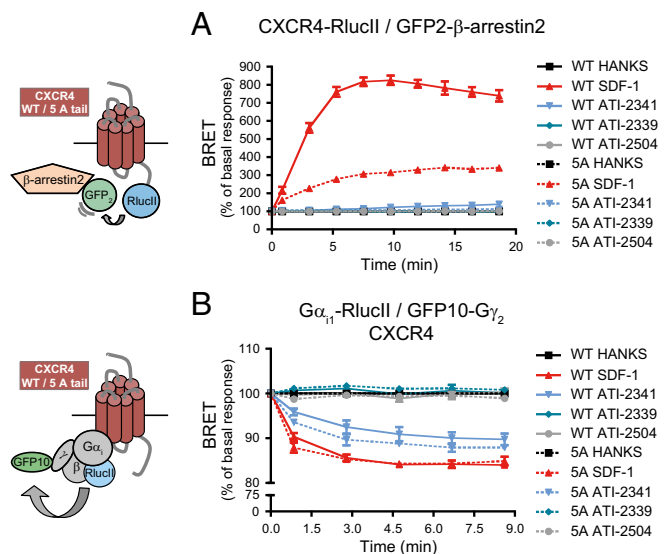 A
CXCR4-RlucII / GFP2-β-arrestin2
CXCR4
WT / 5 A tail
β-arrestin2
GFP2
RlucII
BRET
(% of basal response)
900
800
700
600
500
400
300
200
100
0
0
5
10
15
20
Time (min)
WT HANKS
WT SDF-1
WT ATI-2341
WT ATI-2339
WT ATI-2504
5A HANKS
5A SDF-1
5A ATI-2341
5A ATI-2339
5A ATI-2504
B
Gαi1-RlucII / GFP10-Gγ2
CXCR4
CXCR4
WT / 5 A tail
GFP10
γ
β
Gαi
RlucII
BRET
(% of basal response)
110
100
90
80
75
0
0.0
1.5
3.0
4.5
6.0
7.5
9.0
Time (min)
WT HANKS
WT SDF-1
WT ATI-2341
WT ATI-2339
WT ATI-2504
5A HANKS
5A SDF-1
5A ATI-2341
5A ATI-2339
5A ATI-2504